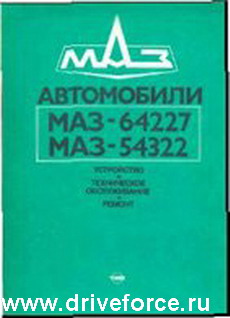 МАЗ
АВТОМОБИЛИ
МАЗ-64227
МАЗ-54322
УСТРОЙСТВО
ТЕХНИЧЕСКОЕ
ОБСЛУЖИВАНИЕ
РЕМОНТ
www.driveforce.ru